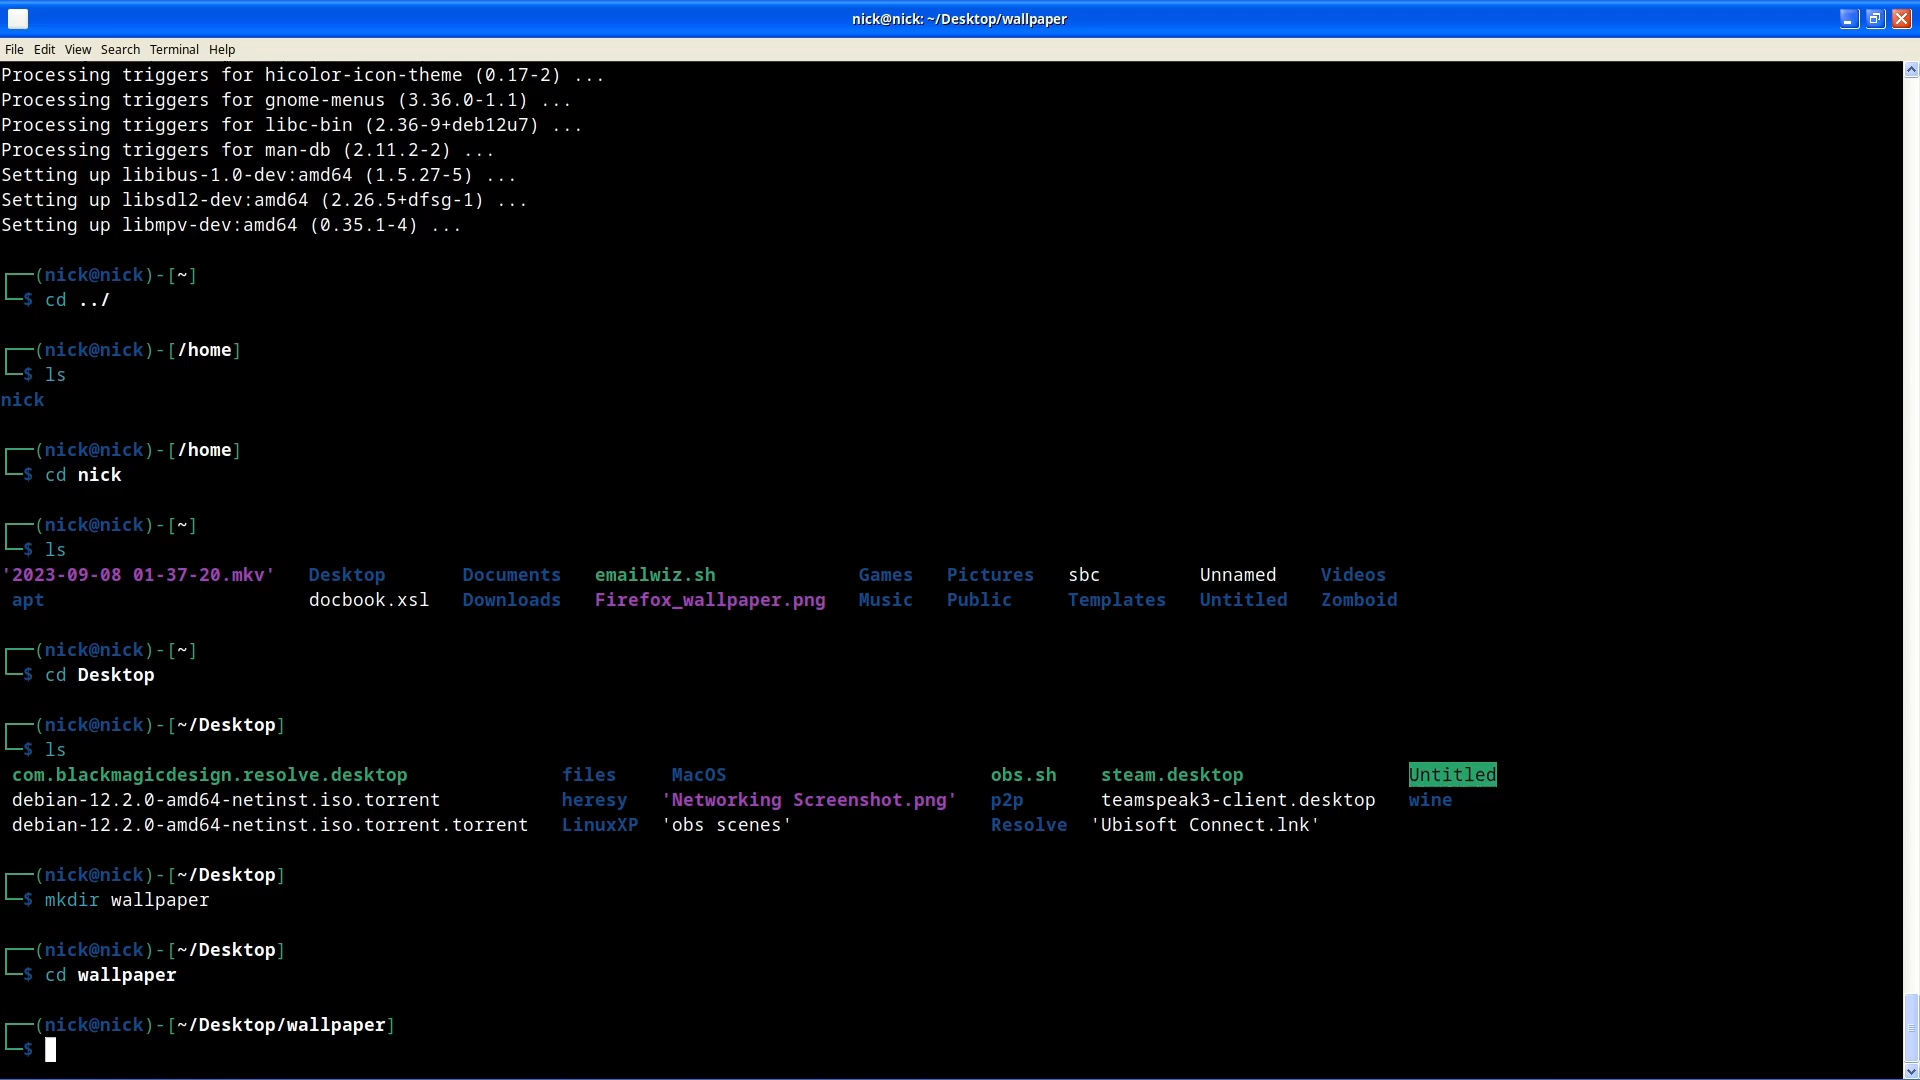 nick@nick: ~/Desktop/wallpaper
File Edit View Search Terminal Help
Processing triggers for hicolor-icon-theme (0.17-2) ...
Processing triggers for gnome-menus (3.36.0-1.1) ...
Processing triggers for libc-bin (2.36-9+deb12u7) ...
Processing triggers for man-db (2.11.2-2) ...
Setting up libibus-1.0-dev:amd64 (1.5.27-5) ...
Setting up libsdl2-dev:amd64 (2.26.5+dfsg-1) ...
Setting up libmpv-dev:amd64 (0.35.1-4) ...
┌──(nick@nick)-[~]
└─$ cd ../
┌──(nick@nick)-[/home]
└─$ ls
nick
┌──(nick@nick)-[/home]
└─$ cd nick
┌──(nick@nick)-[~]
└─$ ls
'2023-09-08 01-37-20.mkv' Desktop Documents emailwiz.sh Games Pictures sbc Unnamed Videos
apt docbook.xsl Downloads Firefox_wallpaper.png Music Public Templates Untitled Zomboid
┌──(nick@nick)-[~]
└─$ cd Desktop
┌──(nick@nick)-[~/Desktop]
└─$ ls
com.blackmagicdesign.resolve.desktop files MacOS obs.sh steam.desktop Untitled
debian-12.2.0-amd64-netinst.iso.torrent heresy 'Networking Screenshot.png' p2p teamspeak3-client.desktop wine
debian-12.2.0-amd64-netinst.iso.torrent.torrent LinuxXP 'obs scenes' Resolve 'Ubisoft Connect.lnk'
┌──(nick@nick)-[~/Desktop]
└─$ mkdir wallpaper
┌──(nick@nick)-[~/Desktop]
└─$ cd wallpaper
┌──(nick@nick)-[~/Desktop/wallpaper]
└─$